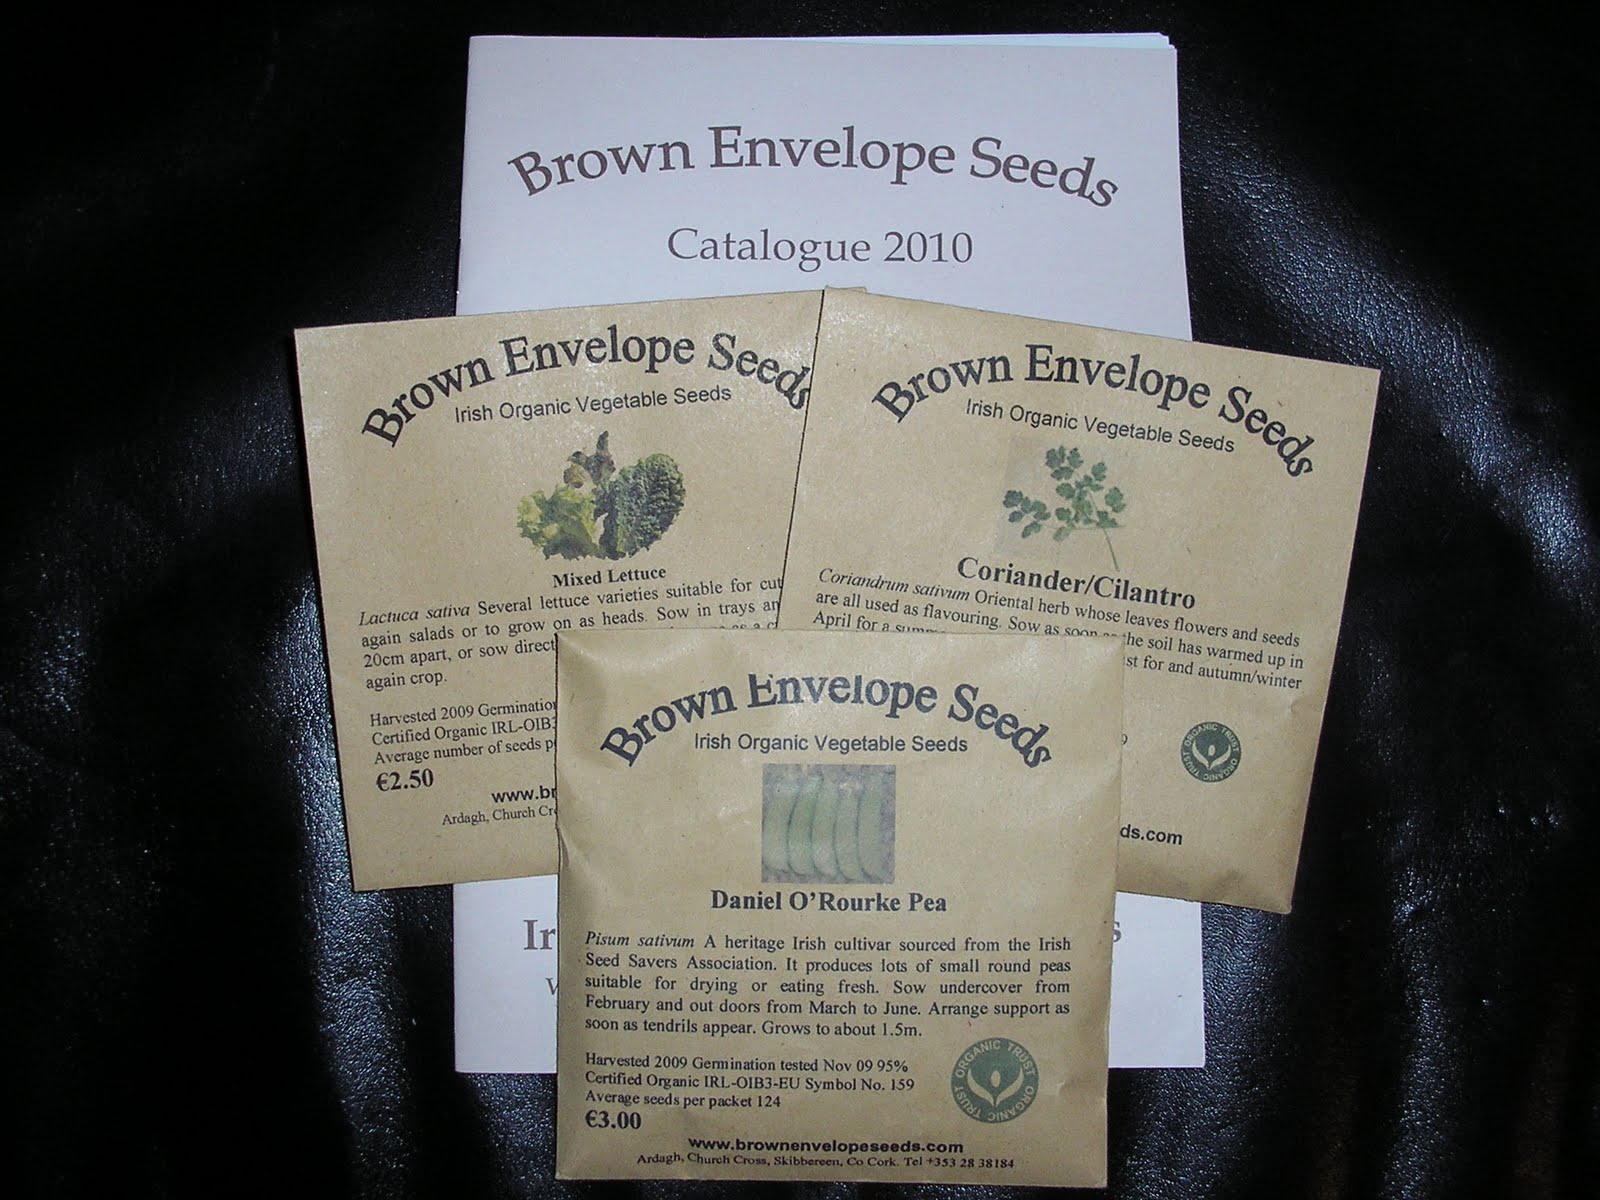 Brown Envelope Seeds
Catalogue 2010
Brown Envelope Seeds
Irish Organic Vegetable Seeds
Mixed Lettuce
Lactuca sativa Several lettuce varieties suitable for cut
again salads or to grow on as heads. Sow in trays an
20cm apart, or sow direct
as a c
again crop.
Harvested 2009 Germination
Certified Organic IRL-OIB3
Average number of seeds p
€2.50
www.br
Ardagh, Church Cr
Brown Envelope Seeds
Irish Organic Vegetable Seeds
Coriander/Cilantro
Coriandrum sativum Oriental herb whose leaves flowers and seeds
are all used as flavouring. Sow as soon as the soil has warmed up in
April for a summ
st for and autumn/winter
9
ORGANIC TRUST ORGANIC TRUST
ds.com
Brown Envelope Seeds
Irish Organic Vegetable Seeds
Daniel O'Rourke Pea
Pisum sativum A heritage Irish cultivar sourced from the Irish
Seed Savers Association. It produces lots of small round peas
suitable for drying or eating fresh. Sow undercover from
February and out doors from March to June. Arrange support as
soon as tendrils appear. Grows to about 1.5m.
Harvested 2009 Germination tested Nov 09 95%
Certified Organic IRL-OIB3-EU Symbol No. 159
Average seeds per packet 124
€3.00
ORGANIC TRUST ORGANIC TRUST
www.brownenvelopeseeds.com
Ardagh, Church Cross, Skibbereen, Co Cork. Tel +353 28 38184
Ir
s
w